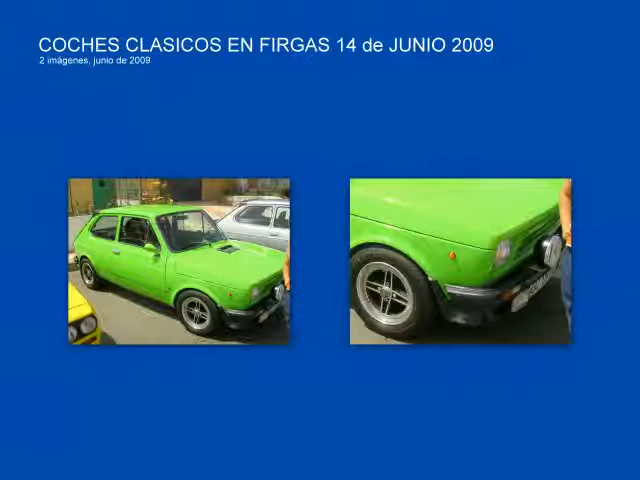 COCHES CLASICOS EN FIRGAS 14 de JUNIO 2009
2 imágenes, junio de 2009